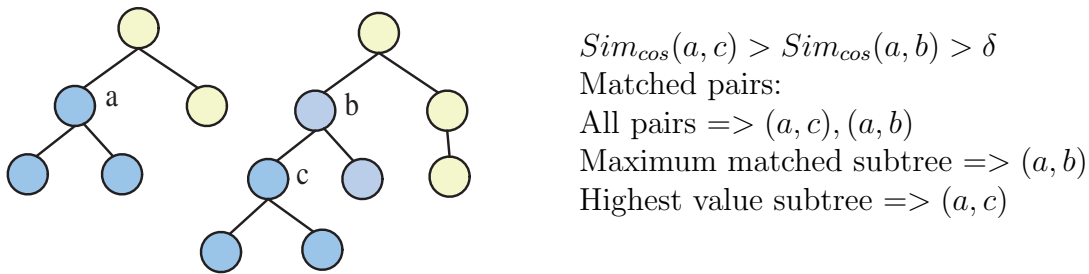 a
b
c
Sim_cos(a, c) > Sim_cos(a, b) > δ
Matched pairs:
All pairs => (a, c), (a, b)
Maximum matched subtree => (a, b)
Highest value subtree => (a, c)